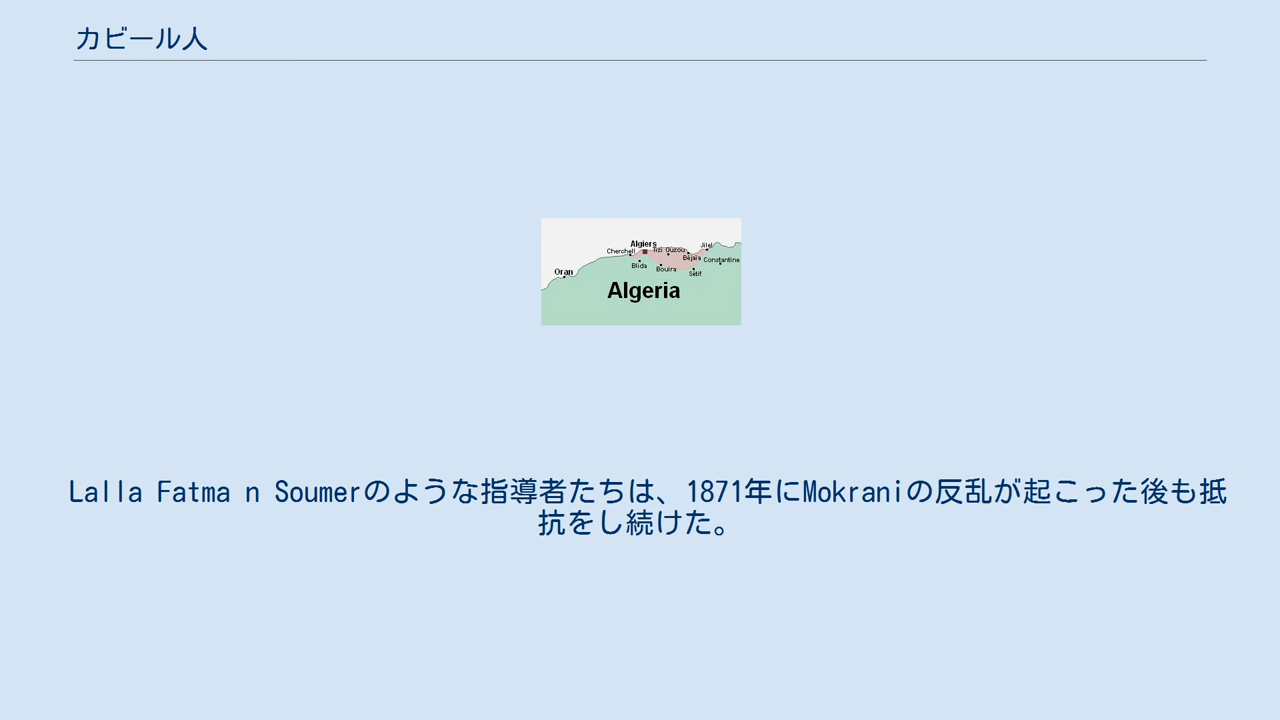 カビール人
Algiers
Tizi Ouzou
Jijel
Cherchell
Béjaïa
Constantine
Blida
Bouira
Sétif
Oran
Algeria
Lalla Fatma n Soumerのような指導者たちは、1871年にMokraniの反乱が起こった後も抵
抗をし続けた。